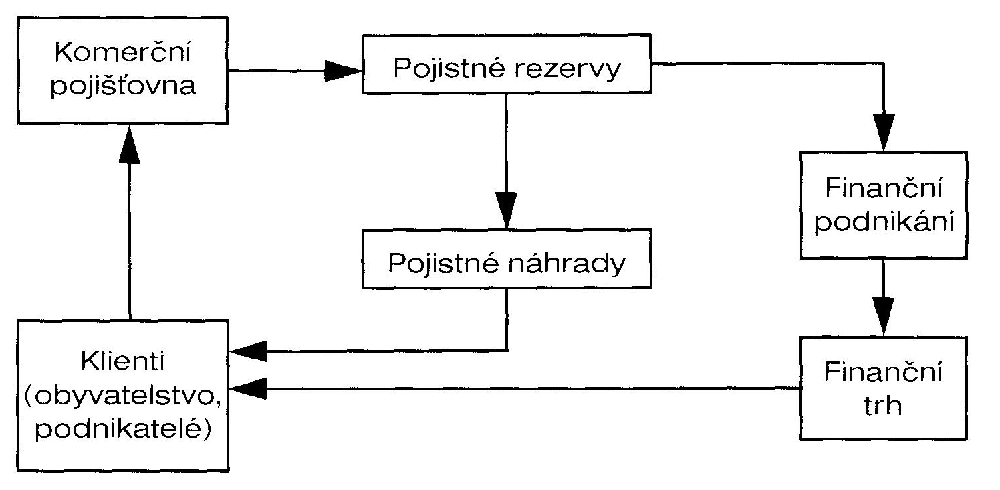 Komerční
pojišťovna
Pojistné rezervy
Finanční
podnikání
Pojistné náhrady
Klienti
(obyvatelstvo,
podnikatelé)
Finanční
trh